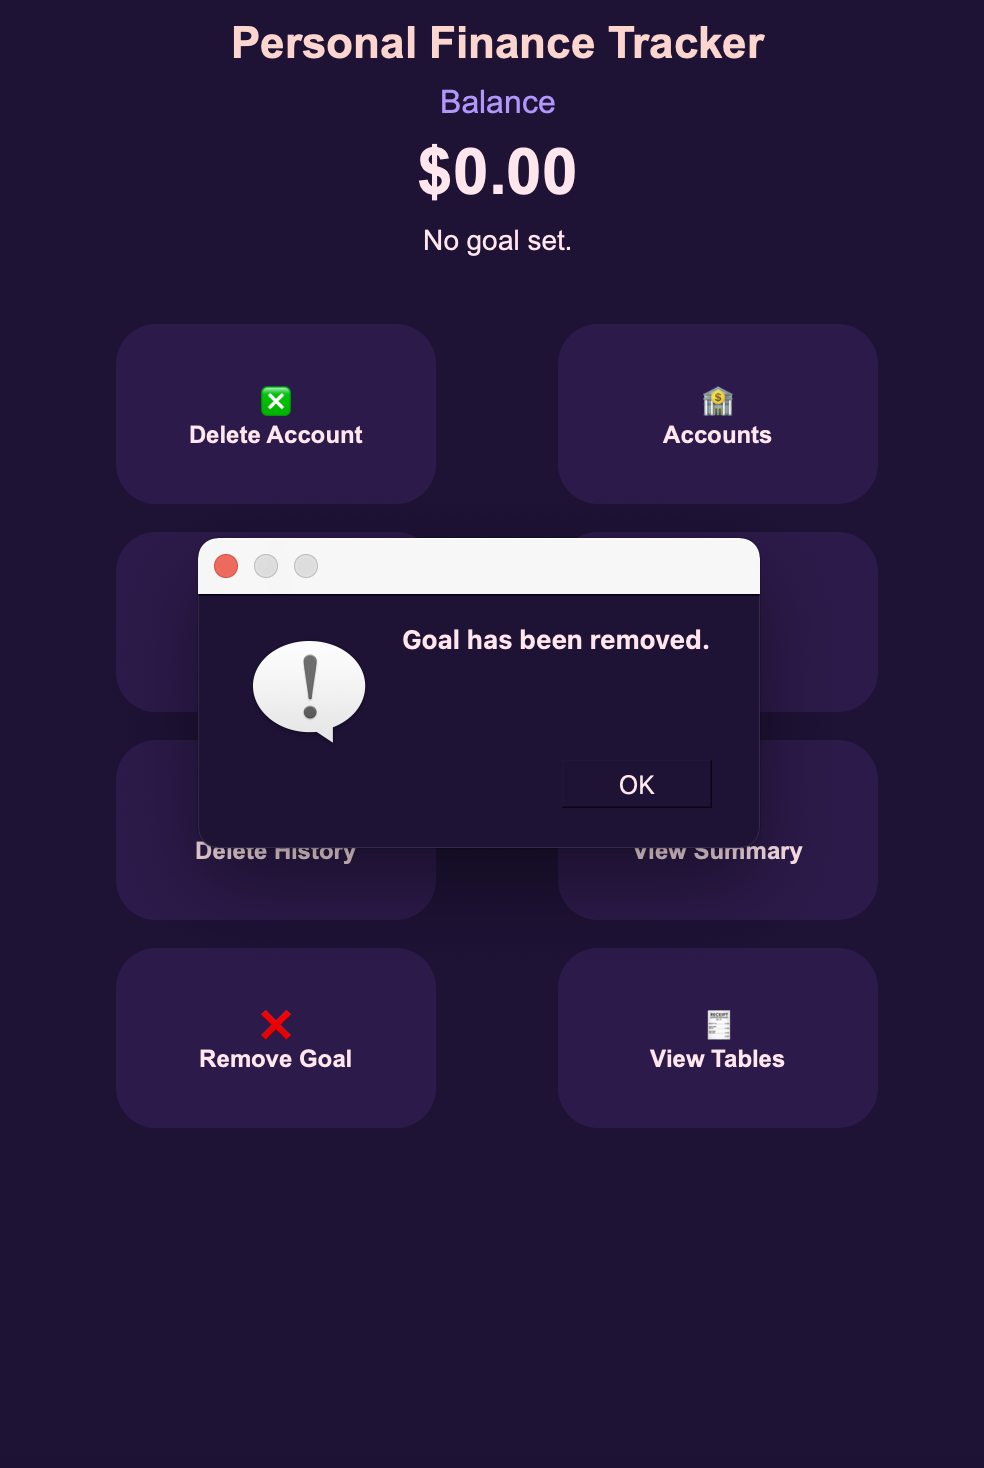 Personal Finance Tracker
Balance
$0.00
No goal set.
Delete Account
Accounts
Goal has been removed.
OK
Delete History
View Summary
Remove Goal
View Tables